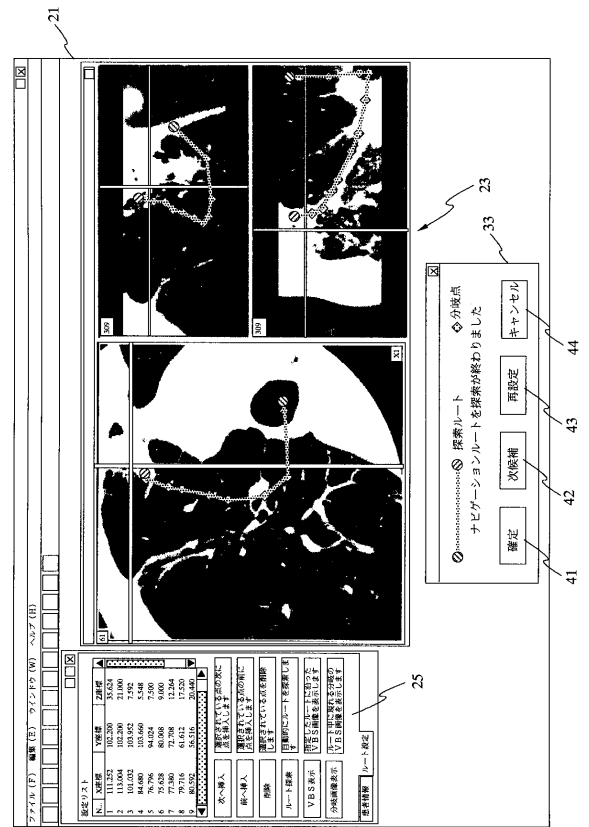 21
ファイル (F) 編集 (E) ウインドウ (W) ヘルプ (H)
設定リスト
N... X座標 Y座標 Z座標
1 111.252 102.200 35.624
2 113.004 102.200 21.000
3 101.032 103.952 7.592
4 84.680 103.660 5.548
5 76.796 94.024 7.500
6 75.628 80.008 9.000
7 77.380 72.708 12.264
8 79.716 61.612 17.520
9 80.592 56.516 20.440
次へ挿入 選択されている点の次に
点を挿入します
前へ挿入 選択されている点の前に
点を挿入します
削除 選択されている点を削除
します
ルート探索 自動的にルートを探索しま
す
VBS表示 指定したルートに沿った
VBS画像を表示します
分岐画像表示 ルート中に現れる分岐の
VBS画像を表示します
患者情報 ルート設定
25
61
X1
309
309
23
33
探索ルート 分岐点
ナビゲーションルートを探索が終わりました
確定 次候補 再設定 キャンセル
41 42 43 44